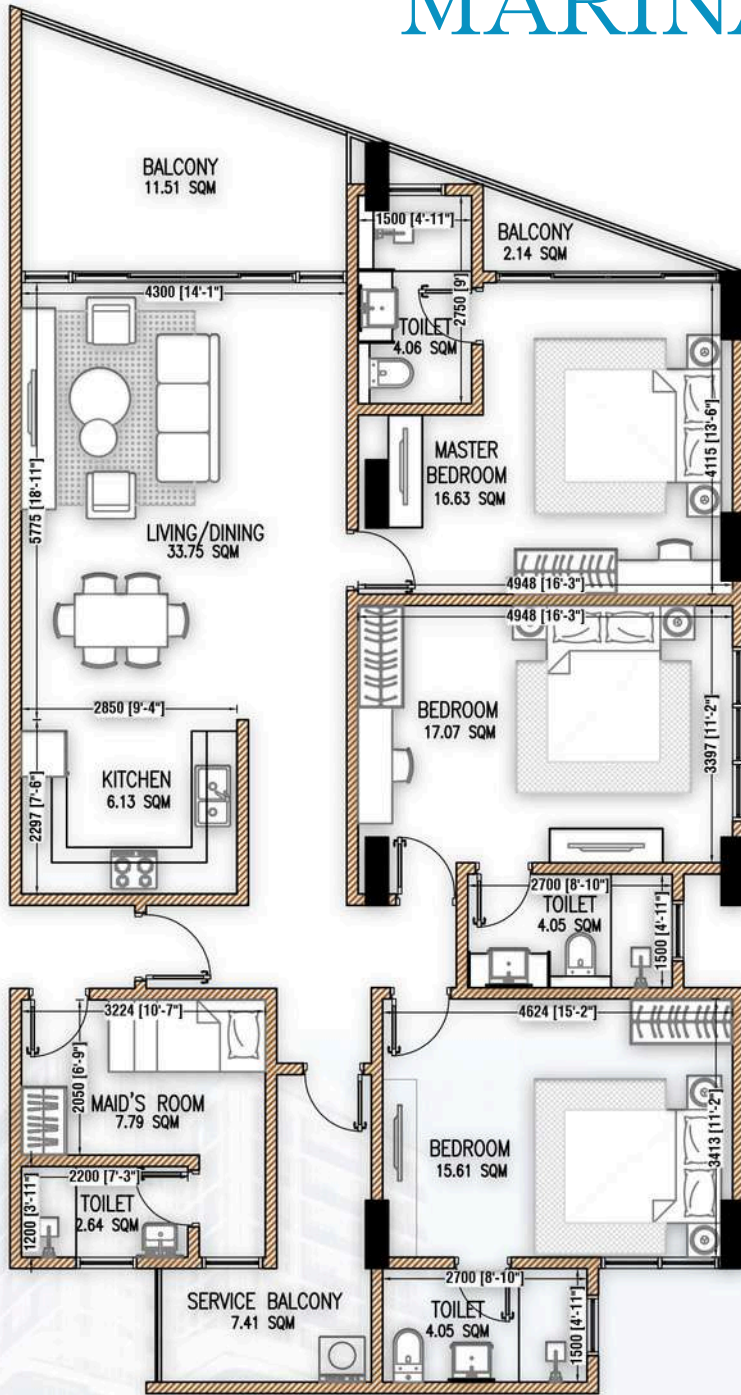 MARINA
BALCONY
11.51 SQM
1500 [4'-11"]
BALCONY
2.14 SQM
4300 [14'-1"]
2750 [9']
TOILET
4.06 SQM
5775 [18'-11"]
MASTER
BEDROOM
16.63 SQM
4115 [13'-6"]
LIVING/DINING
33.75 SQM
4948 [16'-3"]
4948 [16'-3"]
2850 [9'-4"]
BEDROOM
17.07 SQM
3397 [11'-2"]
KITCHEN
6.13 SQM
2297 [7'-6"]
2700 [8'-10"]
TOILET
4.05 SQM
1500 [4'-11"]
3224 [10'-7"]
4624 [15'-2"]
2050 [6'-9"]
MAID'S ROOM
7.79 SQM
BEDROOM
15.61 SQM
3413 [11'-2"]
2200 [7'-3"]
TOILET
2.64 SQM
1200 [3'-11"]
2700 [8'-10"]
SERVICE BALCONY
7.41 SQM
TOILET
4.05 SQM
1500 [4'-11"]